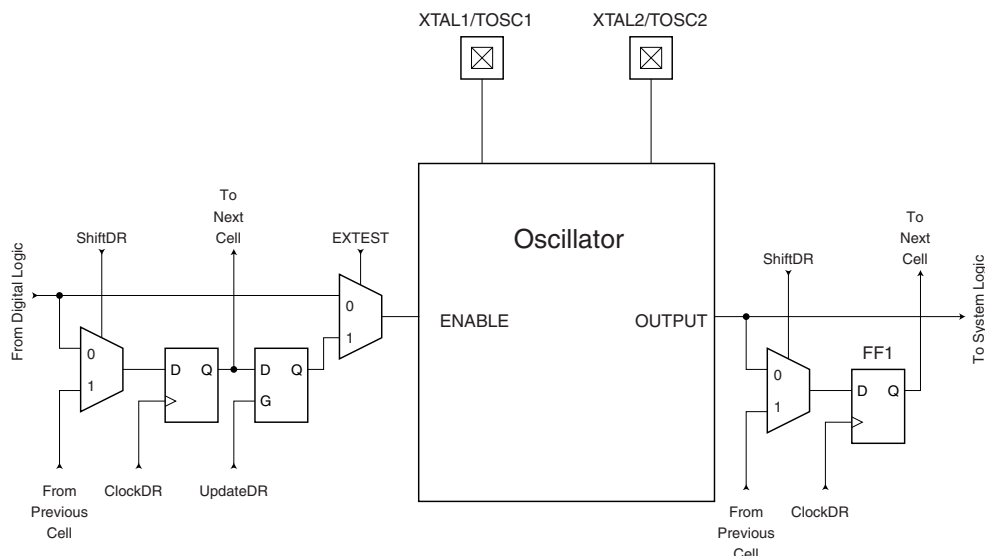 XTAL1/TOSC1
XTAL2/TOSC2
To
Next
Cell
ShiftDR
EXTEST
From Digital Logic
0
1
D
Q
D
Q
G
0
1
From
Previous
Cell
ClockDR
UpdateDR
Oscillator
ENABLE
OUTPUT
To
Next
Cell
ShiftDR
To System Logic
FF1
0
1
D
Q
From
Previous
Cell
ClockDR